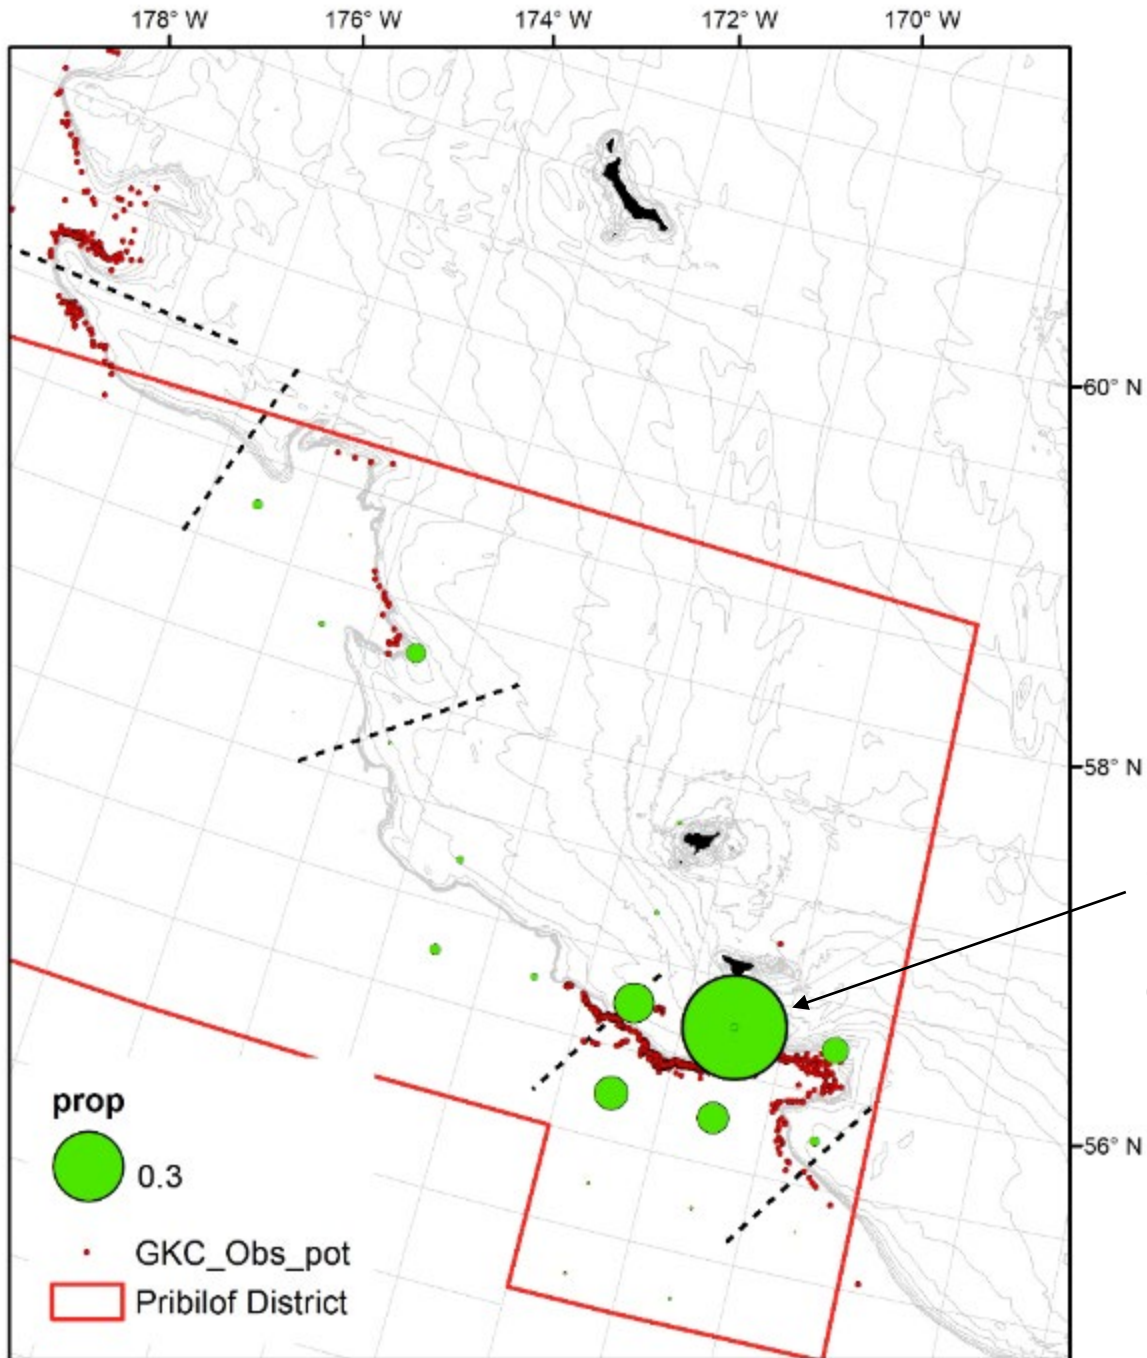 178° W
176° W
174° W
172° W
170° W
60° N
58° N
56° N
prop
0.3
GKC_Obs_pot
Pribilof District